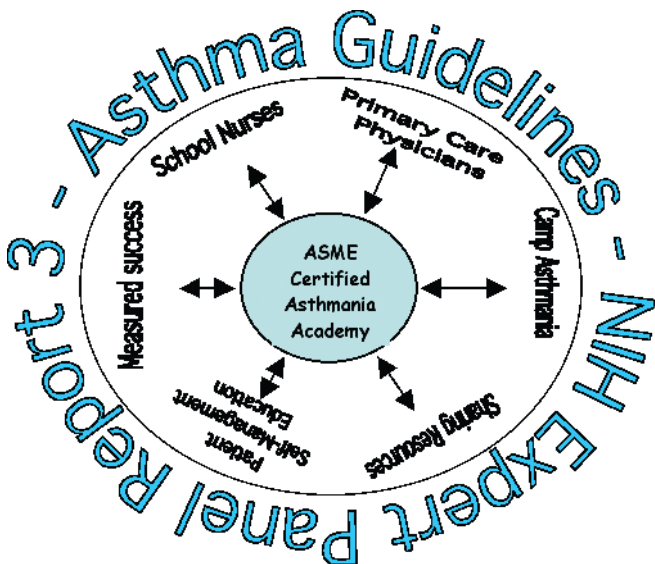 Asthma Guidelines - NIH Expert Panel Report 3 -
School Nurses
Primary Care
Physicians
Camp Asthmania
Sharing Resources
Patient
Self-Management
Education
Measured success
ASME
Certified
Asthmania
Academy